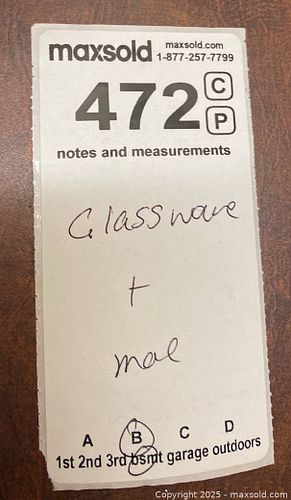 maxsold maxsold.com
1-877-257-7799
472 C
P
notes and measurements
Glassware
+
A B C D
1st 2nd 3rd bsmt garage outdoors
Copyright 2025 - maxsold.com